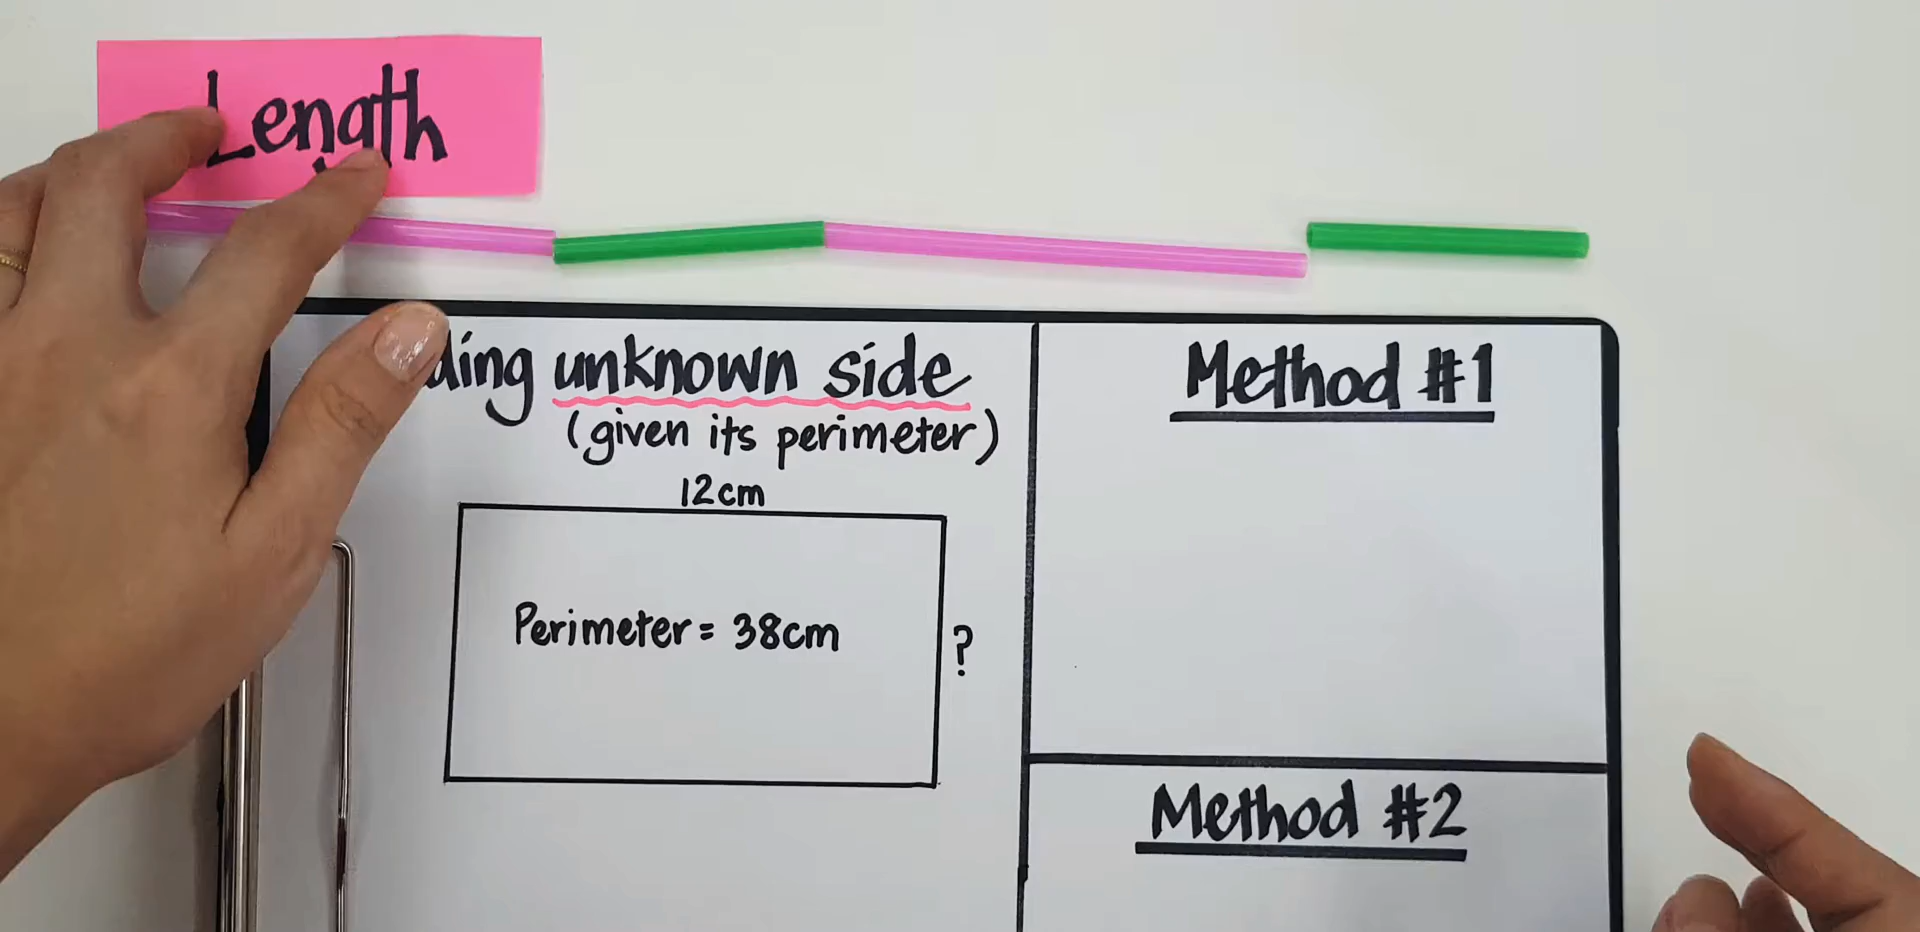 Length
ding unknown side
(given its perimeter)
12cm
Perimeter = 38cm
?
Method #1
Method #2